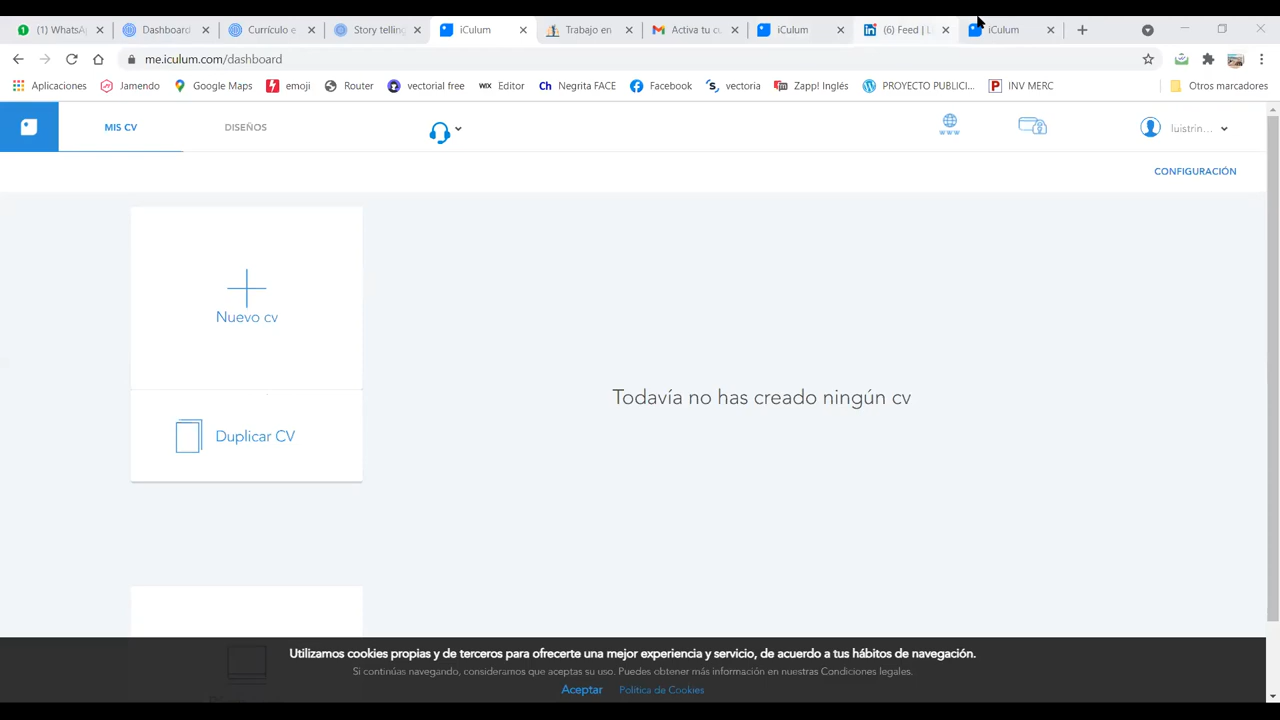 (1) WhatsA
Dashboard
Currículo e
Story telling
iCulum
Trabajo en
Activa tu cu
iCulum
(6) Feed | L
iCulum
me.iculum.com/dashboard
Aplicaciones
Jamendo
Google Maps
emoji
Router
vectorial free
WIX Editor
Ch Negrita FACE
Facebook
vectoria
Zapp! Inglés
PROYECTO PUBLICI...
INV MERC
Otros marcadores
MIS CV
DISEÑOS
WWW
luistrin...
CONFIGURACIÓN
Nuevo cv
Duplicar CV
Todavía no has creado ningún cv
Utilizamos cookies propias y de terceros para ofrecerte una mejor experiencia y servicio, de acuerdo a tus hábitos de navegación.
Si continúas navegando, consideramos que aceptas su uso. Puedes obtener más información en nuestras Condiciones legales.
Aceptar
Política de Cookies